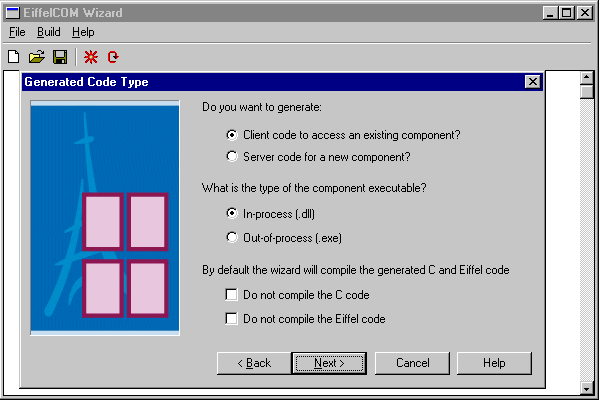 EiffelCOM Wizard
File Build Help
Generated Code Type
Do you want to generate:
Client code to access an existing component?
Server code for a new component?
What is the type of the component executable?
In-process (.dll)
Out-of-process (.exe)
By default the wizard will compile the generated C and Eiffel code
Do not compile the C code
Do not compile the Eiffel code
< Back Next > Cancel Help